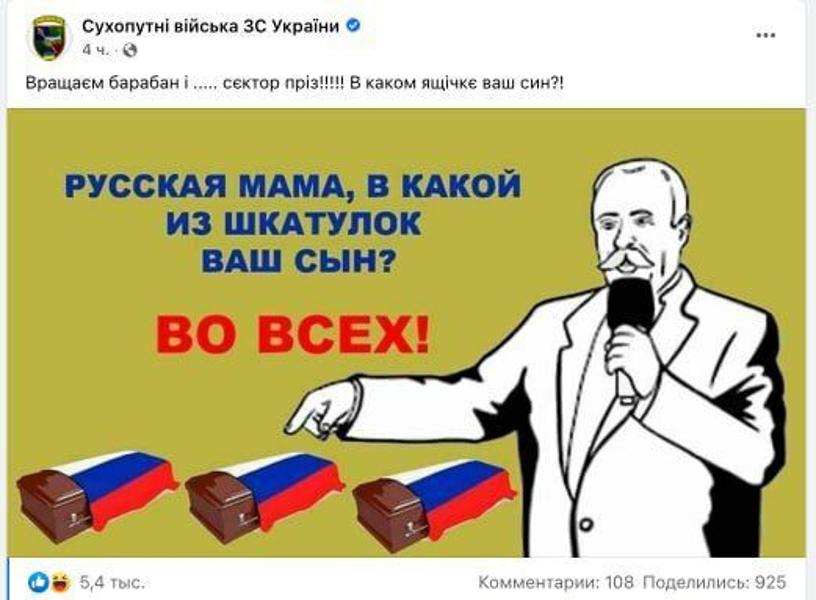 Сухопутні війська ЗС України
4 ч. ·
Вращаєм барабан і ..... сєктор пріз!!!!! В каком ящічкє ваш син?!
РУССКАЯ МАМА, В КАКОЙ
ИЗ ШКАТУЛОК
ВАШ СЫН?
ВО ВСЕХ!
5,4 тыс.
Комментарии: 108 Поделились: 925